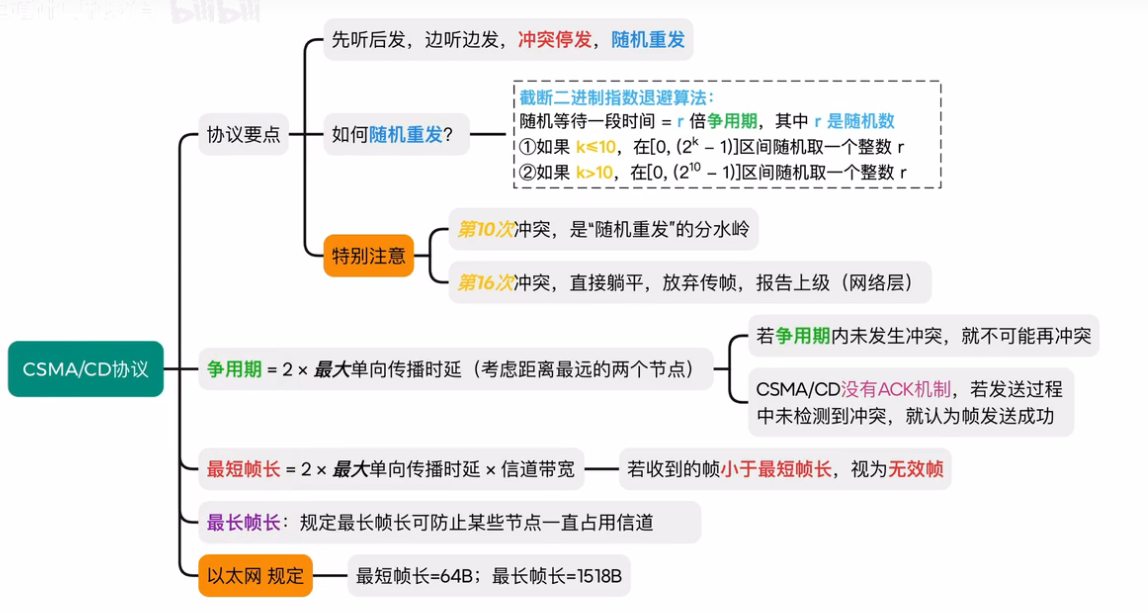 bilibili
先听后发，边听边发，冲突停发，随机重发
截断二进制指数退避算法：
随机等待一段时间 = r 倍争用期，其中 r 是随机数
①如果 k≤10，在[0, (2^k – 1)]区间随机取一个整数 r
②如果 k>10，在[0, (2^10 – 1)]区间随机取一个整数 r
协议要点
如何随机重发？
第10次冲突，是“随机重发”的分水岭
特别注意
第16次冲突，直接躺平，放弃传帧，报告上级（网络层）
CSMA/CD协议
争用期 = 2 × 最大单向传播时延（考虑距离最远的两个节点）
若争用期内未发生冲突，就不可能再冲突
CSMA/CD没有ACK机制，若发送过程
中未检测到冲突，就认为帧发送成功
最短帧长 = 2 × 最大单向传播时延 × 信道带宽
若收到的帧小于最短帧长，视为无效帧
最长帧长：规定最长帧长可防止某些节点一直占用信道
以太网 规定
最短帧长=64B；最长帧长=1518B